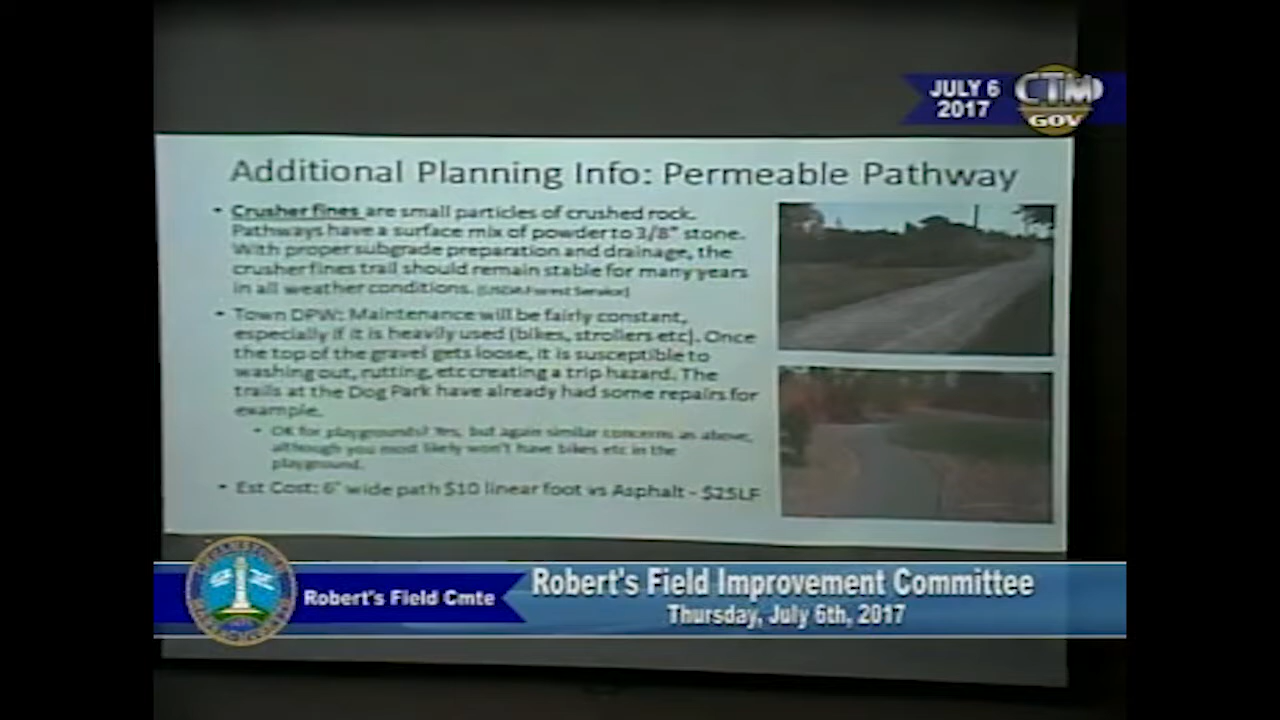 JULY 6
2017
CTM
GOV
Additional Planning Info: Permeable Pathway
• Crusher fines are small particles of crushed rock.
Pathways have a surface mix of powder to 3/8" stone.
With proper subgrade preparation and drainage, the
crusher fines trail should remain stable for many years
in all weather conditions. (USDA Forest Service)
• Town DPW: Maintenance will be fairly constant,
especially if it is heavily used (bikes, strollers etc). Once
the top of the gravel gets loose, it is susceptible to
washing out, rutting, etc creating a trip hazard. The
trails at the Dog Park have already had some repairs for
example.
• OK for playgrounds? Yes, but again similar concerns as above,
although you most likely won't have bikes etc in the
playground.
• Est Cost: 6' wide path $10 linear foot vs Asphalt - $25LF
Robert's Field Cmte
Robert's Field Improvement Committee
Thursday, July 6th, 2017